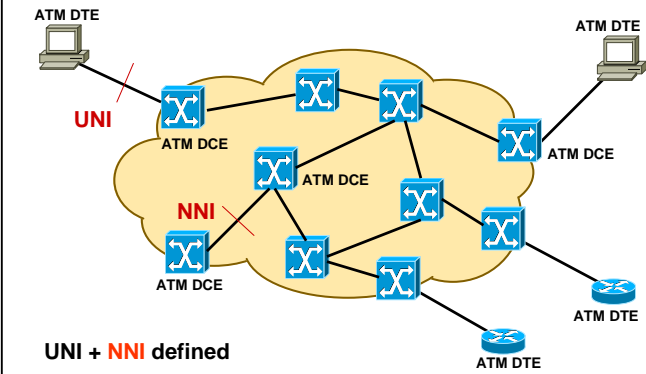 ATM DTE
ATM DTE
UNI
ATM DCE
ATM DCE
ATM DCE
NNI
ATM DCE
ATM DTE
UNI + NNI defined
ATM DTE